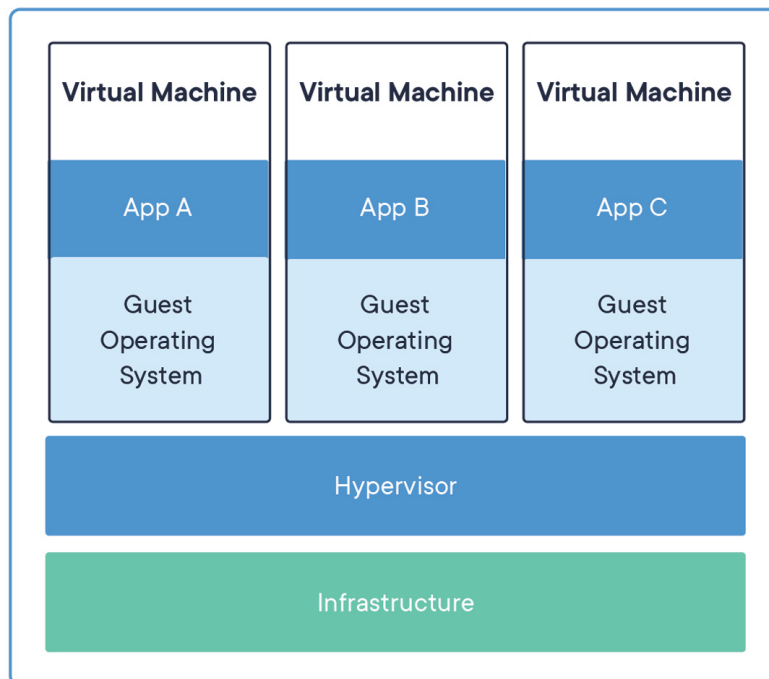 Virtual Machine
App A
Guest
Operating
System
Virtual Machine
App B
Guest
Operating
System
Virtual Machine
App C
Guest
Operating
System
Hypervisor
Infrastructure